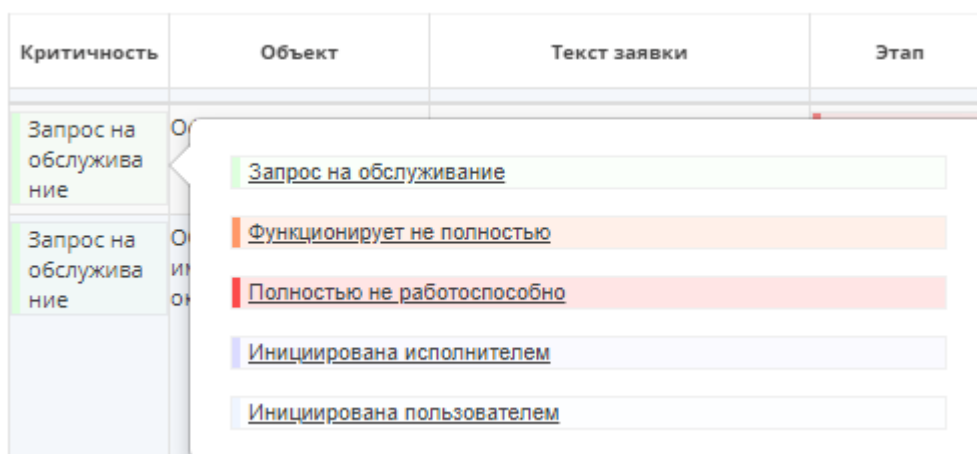 Критичность Объект Текст заявки Этап
Запрос на
обслужива
ние
Запрос на
обслужива
ние
Запрос на обслуживание
Функционирует не полностью
Полностью не работоспособно
Инициирована исполнителем
Инициирована пользователем